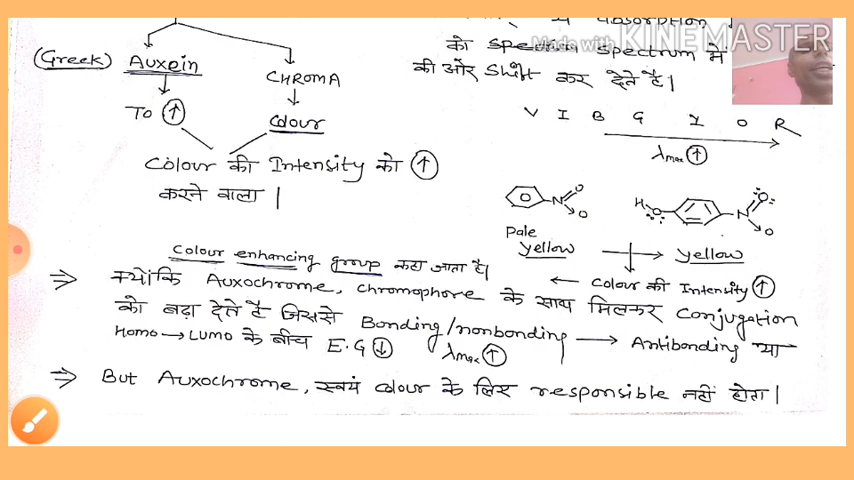 absorption
को spectrum में
Made with KINEMASTER
की ओर Shift कर देते है।
(Greek) Auxein
CHROMA
TO ↑
Colour
V I B G Y O R
λmax ↑
Colour की Intensity को ↑
करने वाला |
N O O
H O N O O
Pale
Yellow
yellow
Colour enhancing group कहा जाता है।
Colour की Intensity ↑
⇒ क्योंकि Auxochrome, chromophore के साथ मिलकर Conjugation
को बढ़ा देते है जिससे Bonding/nonbonding → Antibonding या
Homo → LUMO के बीच E.G ↓ λmax ↑
⇒ But Auxochrome, स्वयं colour के लिए responsible नहीं होता |